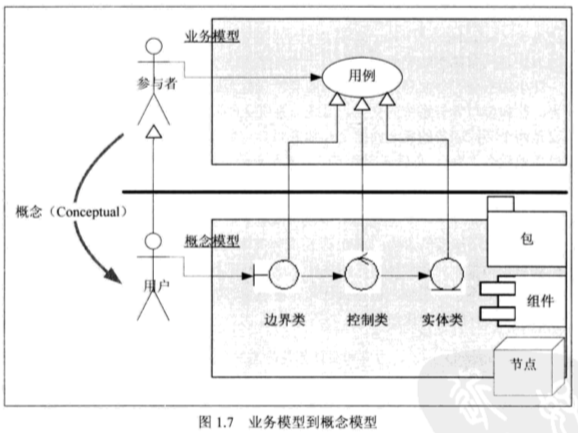 业务模型
用例
参与者
概念（Conceptual）
概念模型
用户
包
组件
节点
边界类
控制类
实体类
图 1.7 业务模型到概念模型